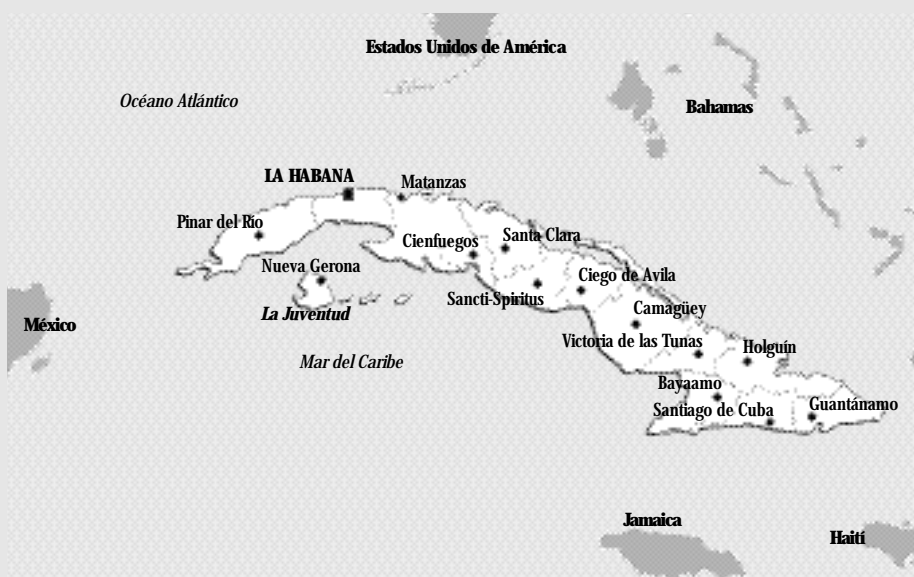 Estados Unidos de América
Océano Atlántico
Bahamas
LA HABANA
Matanzas
Pinar del Río
Cienfuegos
Santa Clara
Nueva Gerona
Ciego de Avila
Sancti-Spiritus
La Juventud
Camagüey
México
Victoria de las Tunas
Holguín
Mar del Caribe
Bayaamo
Santiago de Cuba
Guantánamo
Jamaica
Haití